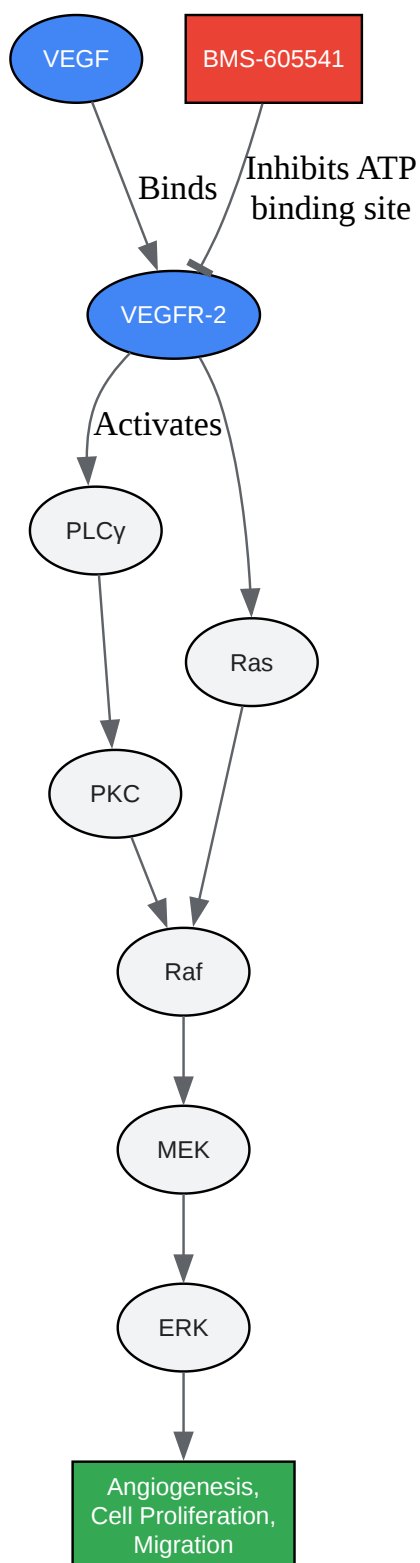 VEGF
BMS-605541
Binds
Inhibits ATP
binding site
VEGFR-2
Activates
PLCγ
Ras
PKC
Raf
MEK
ERK
Angiogenesis,
Cell Proliferation,
Migration